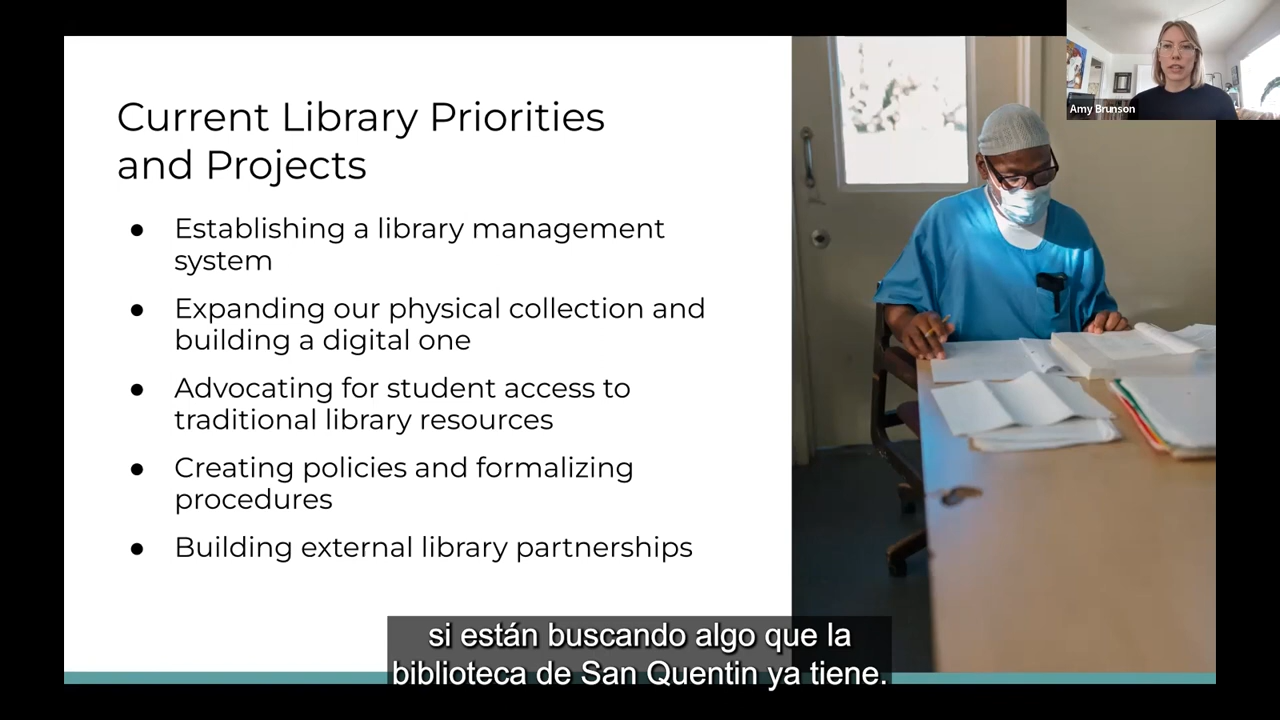 Amy Brunson
Current Library Priorities
and Projects
● Establishing a library management
system
● Expanding our physical collection and
building a digital one
● Advocating for student access to
traditional library resources
● Creating policies and formalizing
procedures
● Building external library partnerships
si están buscando algo que la
biblioteca de San Quentin ya tiene.